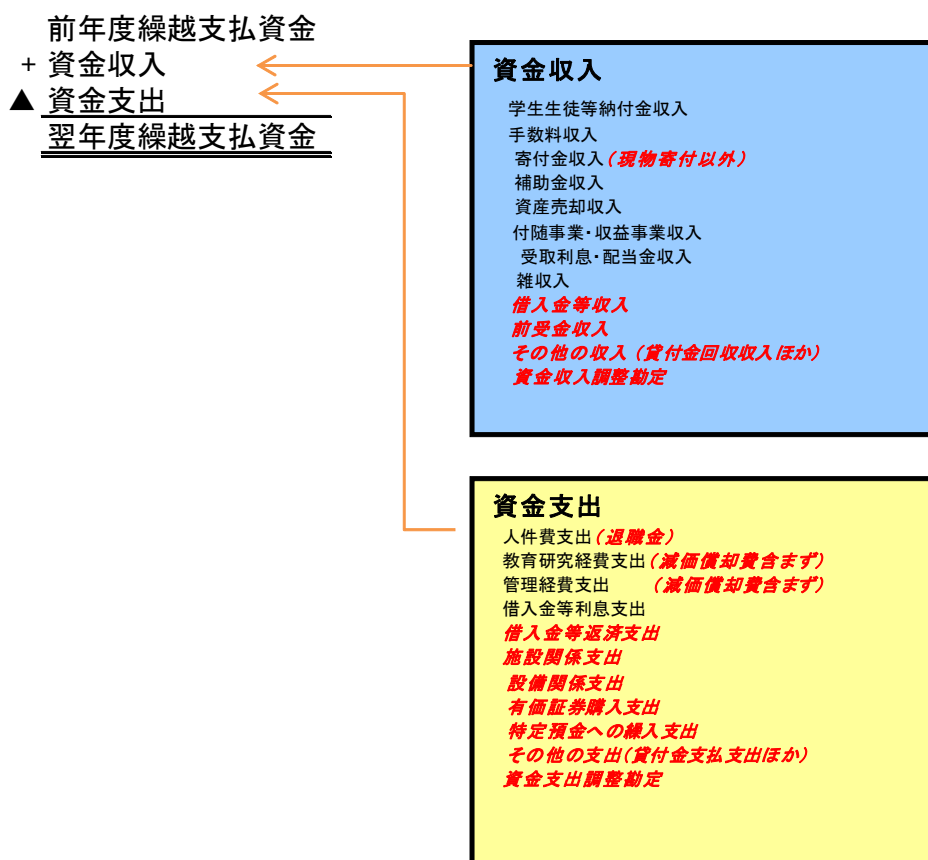 前年度繰越支払資金
+ 資金収入
▲ 資金支出
翌年度繰越支払資金
資金収入
学生生徒等納付金収入
手数料収入
寄付金収入(現物寄付以外)
補助金収入
資産売却収入
付随事業・収益事業収入
受取利息・配当金収入
雑収入
借入金等収入
前受金収入
その他の収入(貸付金回収収入ほか)
資金収入調整勘定
資金支出
人件費支出(退職金)
教育研究経費支出(減価償却費含まず)
管理経費支出 (減価償却費含まず)
借入金等利息支出
借入金等返済支出
施設関係支出
設備関係支出
有価証券購入支出
特定預金への繰入支出
その他の支出(貸付金支払支出ほか)
資金支出調整勘定